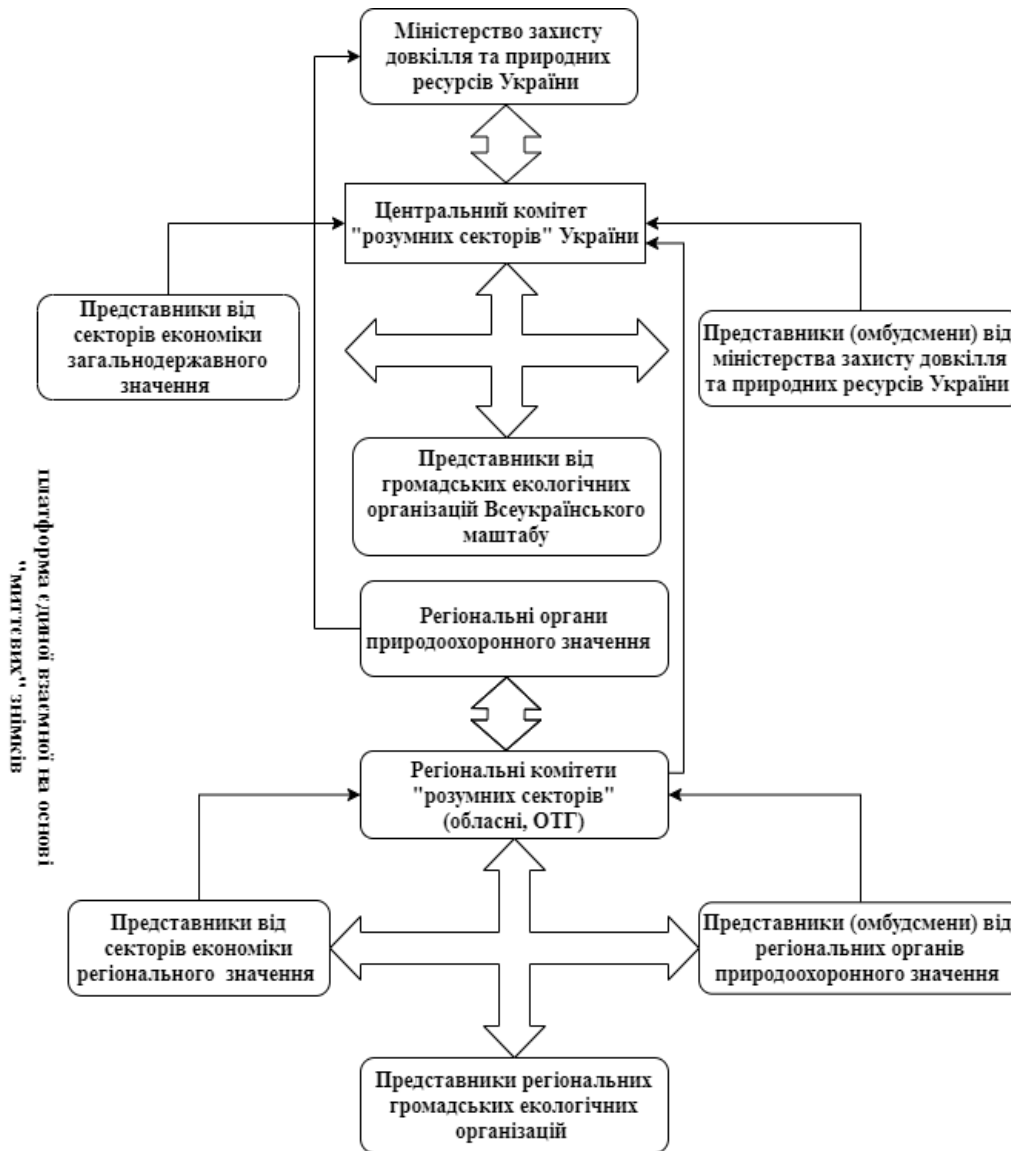 Міністерство захисту
довкілля та природних
ресурсів України
Центральний комітет
"розумних секторів" України
Представники від
секторів економіки
загальнодержавного
значення
Представники (омбудсмени) від
міністерства захисту довкілля
та природних ресурсів України
Представники від
громадських екологічних
організацій Всеукраїнського
маштабу
Регіональні органи
природоохоронного значення
платформа єдиної взаємної на основі
"миттєвих" знімків
Регіональні комітети
"розумних секторів"
(обласні, ОТГ)
Представники від
секторів економіки
регіонального значення
Представники (омбудсмени) від
регіональних органів
природоохоронного значення
Представники регіональних
громадських екологічних
організацій